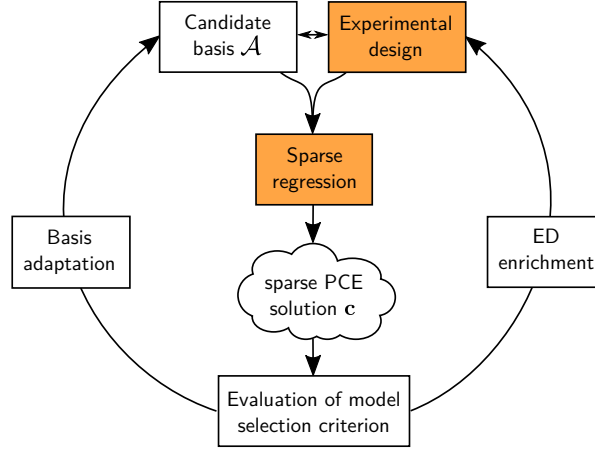 Candidate
basis 𝒜
Experimental
design
Sparse
regression
Basis
adaptation
ED
enrichment
sparse PCE
solution c
Evaluation of model
selection criterion